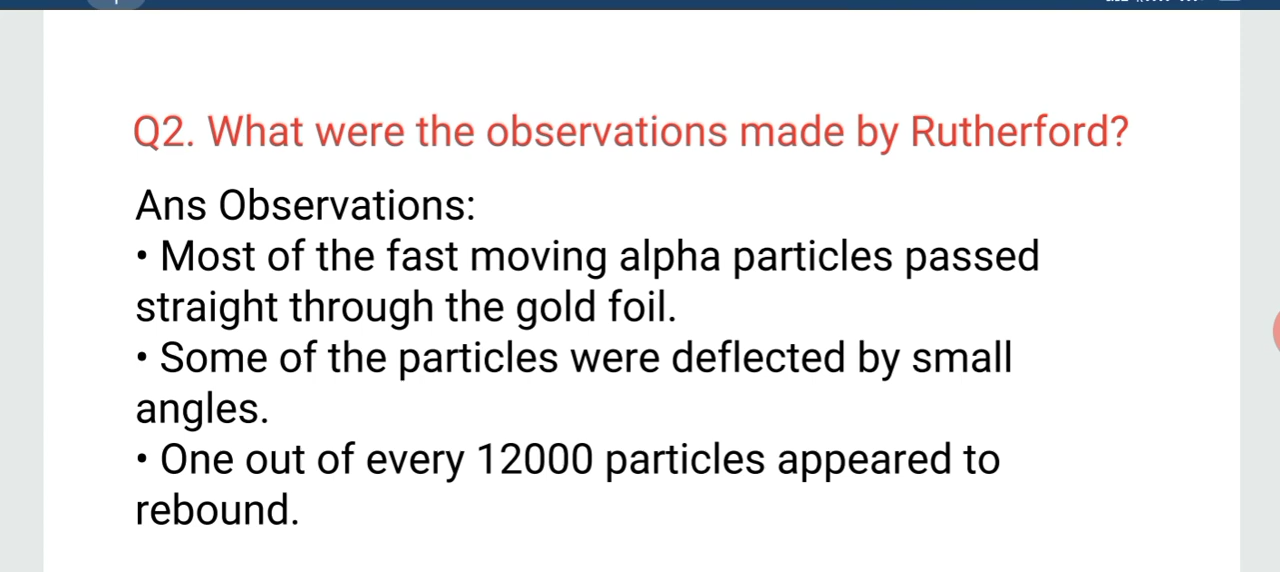 Q2. What were the observations made by Rutherford?
Ans Observations:
• Most of the fast moving alpha particles passed
straight through the gold foil.
• Some of the particles were deflected by small
angles.
• One out of every 12000 particles appeared to
rebound.